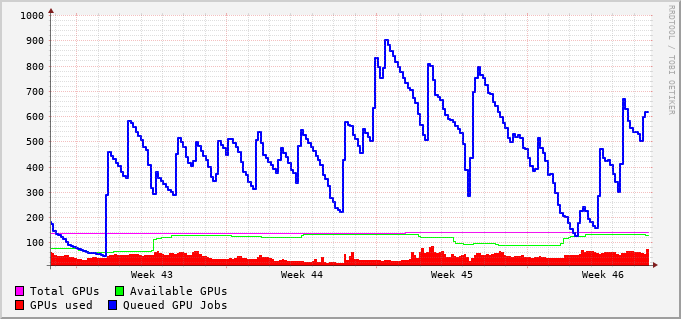 1000
900
800
700
600
500
400
300
200
100
Week 43 Week 44 Week 45 Week 46
Total GPUs Available GPUs
GPUs used Queued GPU Jobs
RRDTOOL / TOBI OETIKER